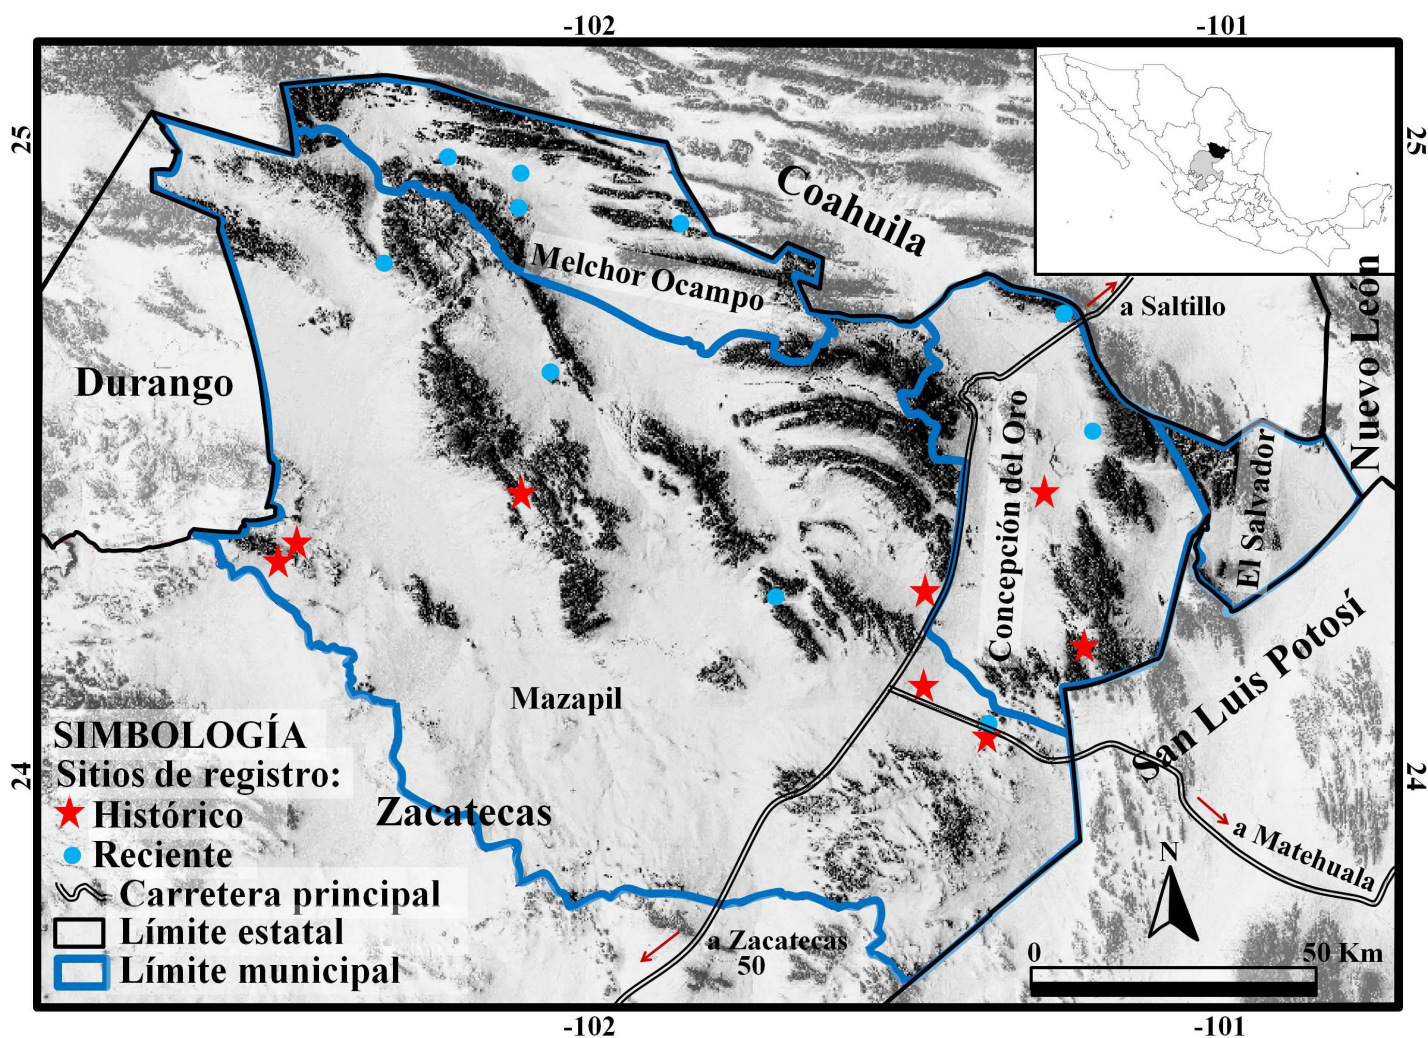 -102
-101
25
25
Coahuila
Melchor Ocampo
a Saltillo
Nuevo León
Durango
Concepción del Oro
El Salvador
San Luis Potosí
Mazapil
SIMBOLOGÍA
Sitios de registro:
Histórico
Reciente
Carretera principal
Límite estatal
Límite municipal
Zacatecas
24
24
a Matehuala
N
a Zacatecas
50
0
50 Km
-102
-101